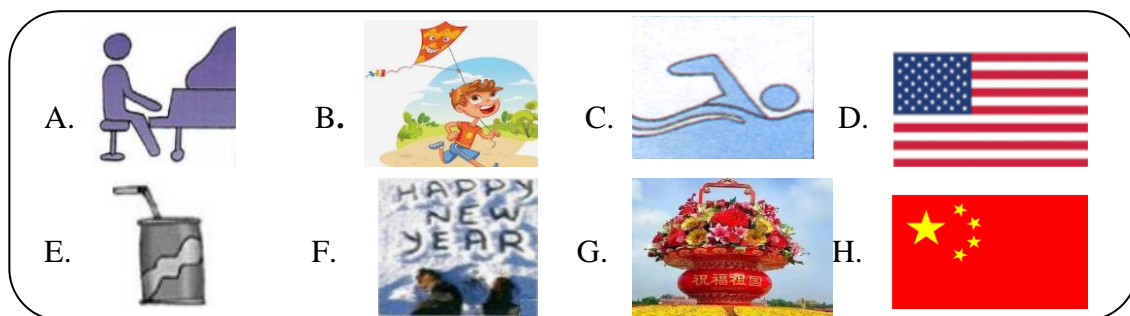 A.
B.
C.
D.
E.
HAPPY
NEW
YEAR
F.
G.
祝福祖国
H.